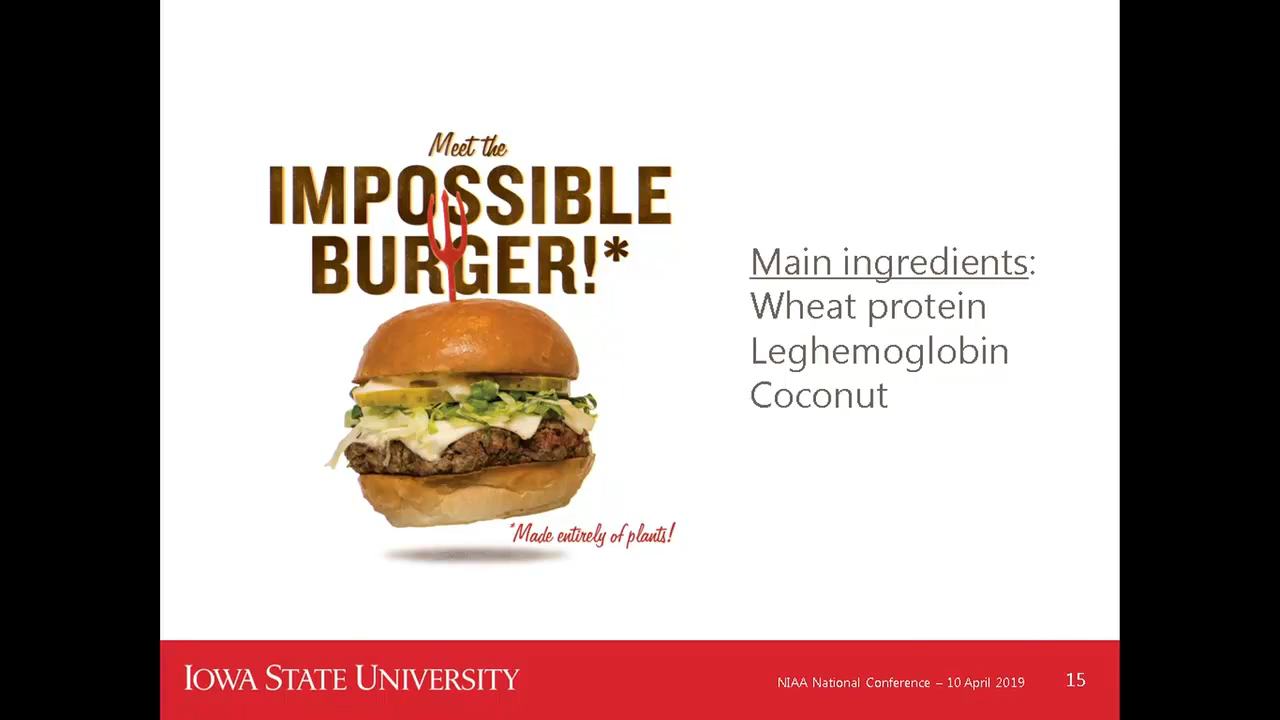 Meet the
IMPOSSIBLE
BURGER!*
*Made entirely of plants!
Main ingredients:
Wheat protein
Leghemoglobin
Coconut
IOWA STATE UNIVERSITY
NIAA National Conference – 10 April 2019
15